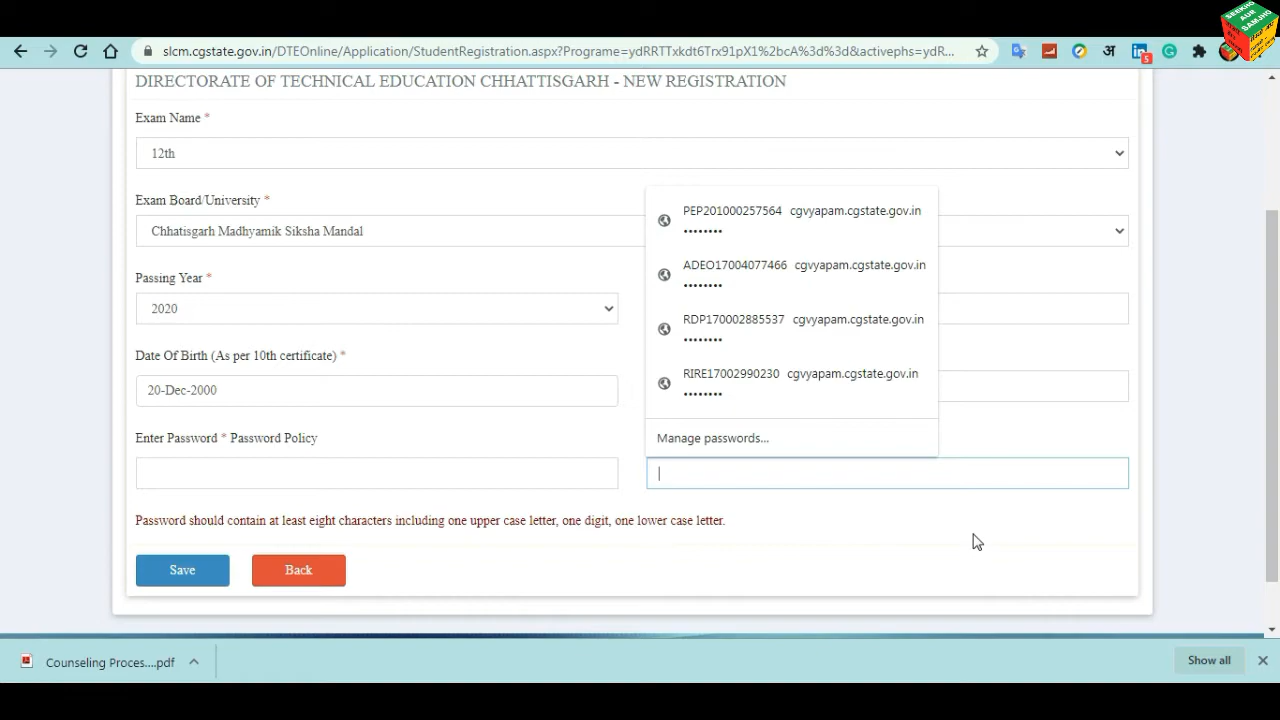 SEEKHO
AUR
SAMJHO
slcm.cgstate.gov.in/DTEOnline/Application/StudentRegistration.aspx?Programe=ydRRTTxkdt6Trx91pX1%2bcA%3d%3d&activephs=ydR...
अ
5
DIRECTORATE OF TECHNICAL EDUCATION CHHATTISGARH - NEW REGISTRATION
Exam Name *
12th
Exam Board/University *
Chhatisgarh Madhyamik Siksha Mandal
Passing Year *
2020
Date Of Birth (As per 10th certificate) *
20-Dec-2000
Enter Password * Password Policy
PEP201000257564 cgvyapam.cgstate.gov.in
••••••••
ADEO17004077466 cgvyapam.cgstate.gov.in
••••••••
RDP170002885537 cgvyapam.cgstate.gov.in
••••••••
RIRE17002990230 cgvyapam.cgstate.gov.in
••••••••
Manage passwords...
Password should contain at least eight characters including one upper case letter, one digit, one lower case letter.
Save
Back
Counseling Proces....pdf
Show all